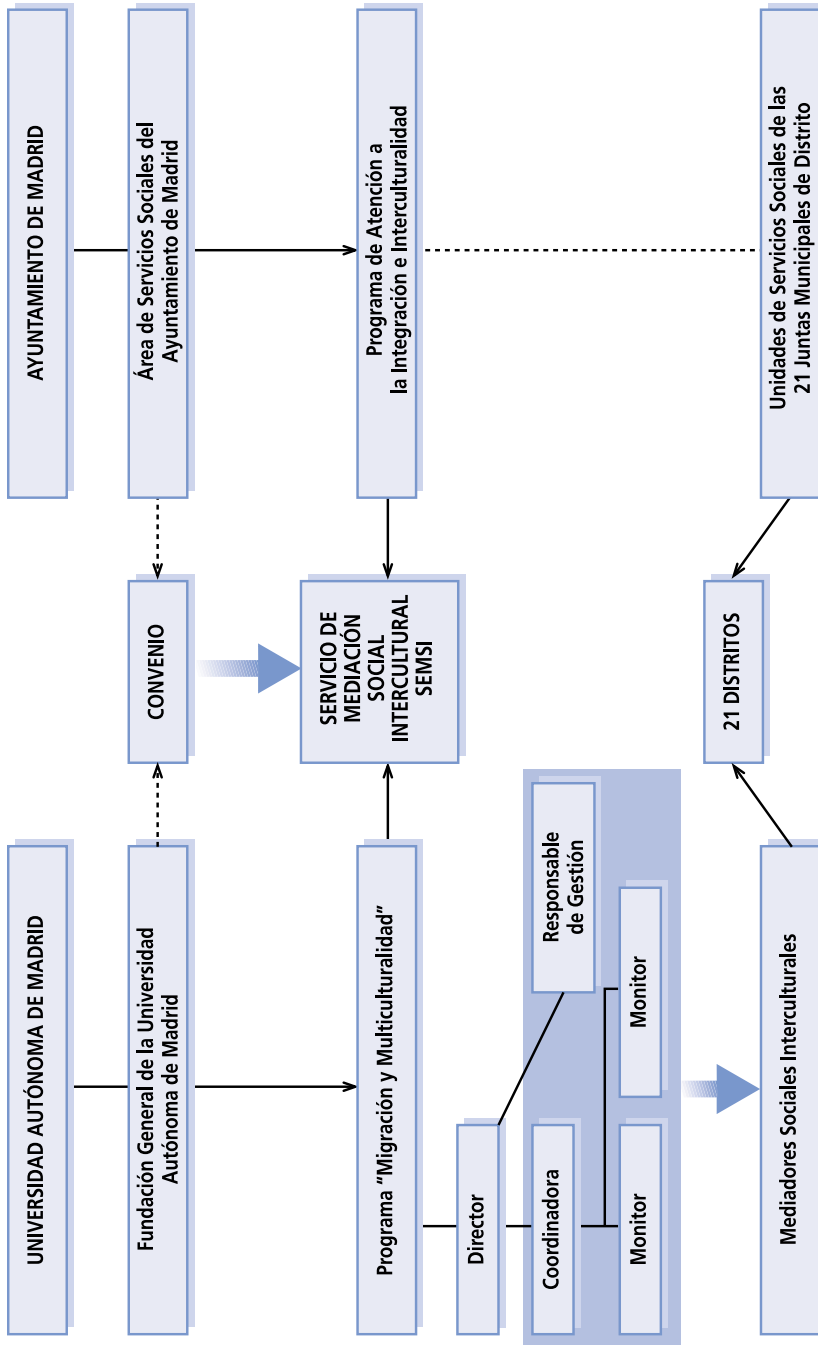 UNIVERSIDAD AUTÓNOMA DE MADRID
AYUNTAMIENTO DE MADRID
Fundación General de la Universidad
Autónoma de Madrid
CONVENIO
Área de Servicios Sociales del
Ayuntamiento de Madrid
Programa “Migración y Multiculturalidad”
SERVICIO DE
MEDIACIÓN
SOCIAL
INTERCULTURAL
SEMSI
Programa de Atención a
la Integración e Interculturalidad
Director
Coordinadora
Responsable
de Gestión
Monitor
Monitor
Mediadores Sociales Interculturales
21 DISTRITOS
Unidades de Servicios Sociales de las
21 Juntas Municipales de Distrito